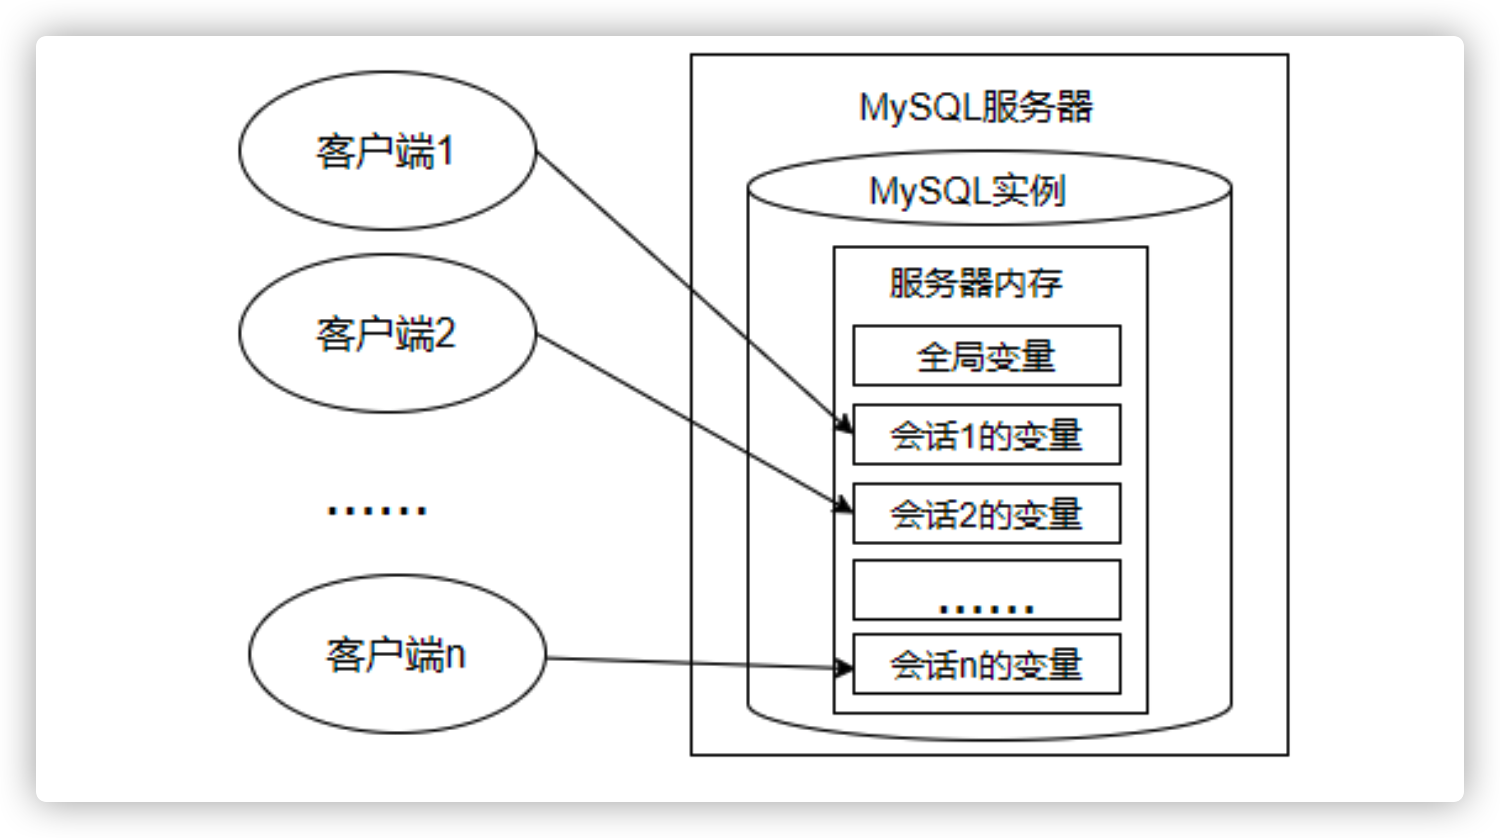 客户端1
客户端2
……
客户端n
MySQL服务器
MySQL实例
服务器内存
全局变量
会话1的变量
会话2的变量
……
会话n的变量